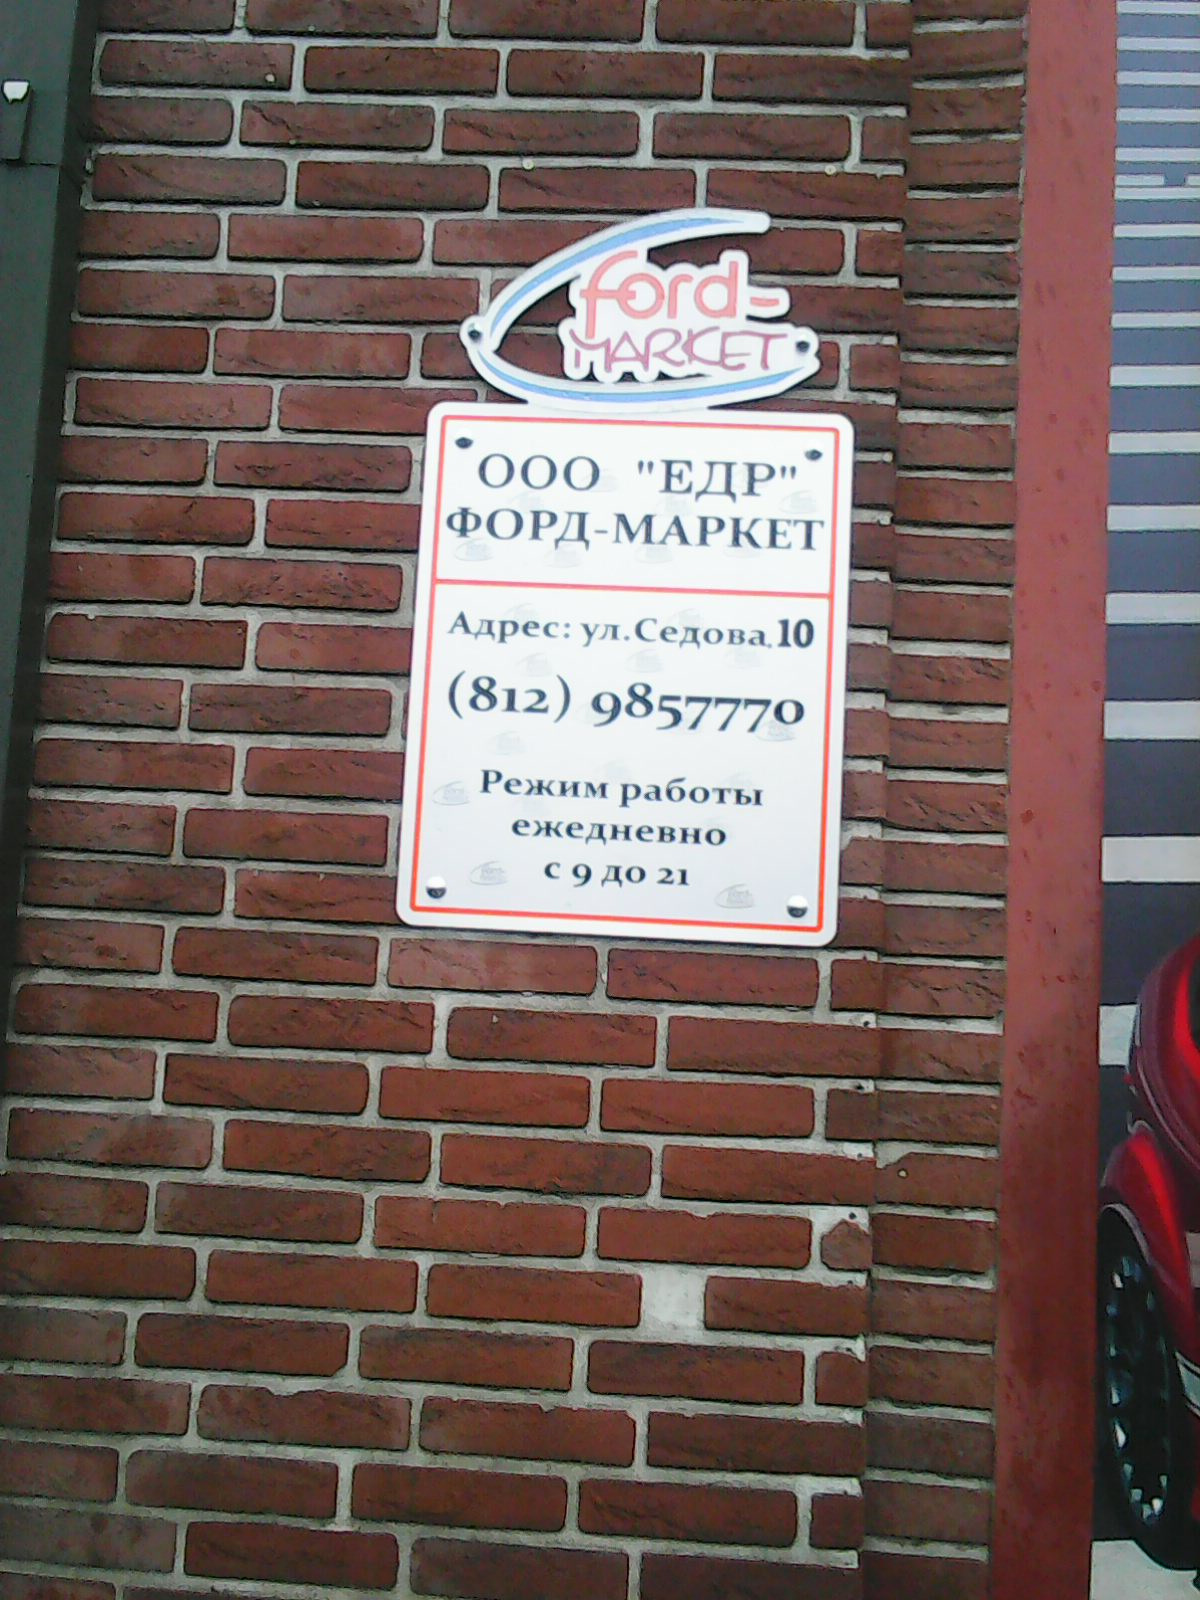 ford-
MARKET
ООО "ЕДР"
ФОРД-МАРКЕТ
Адрес: ул.Седова,10
(812) 9857770
Режим работы
ежедневно
с 9 до 21